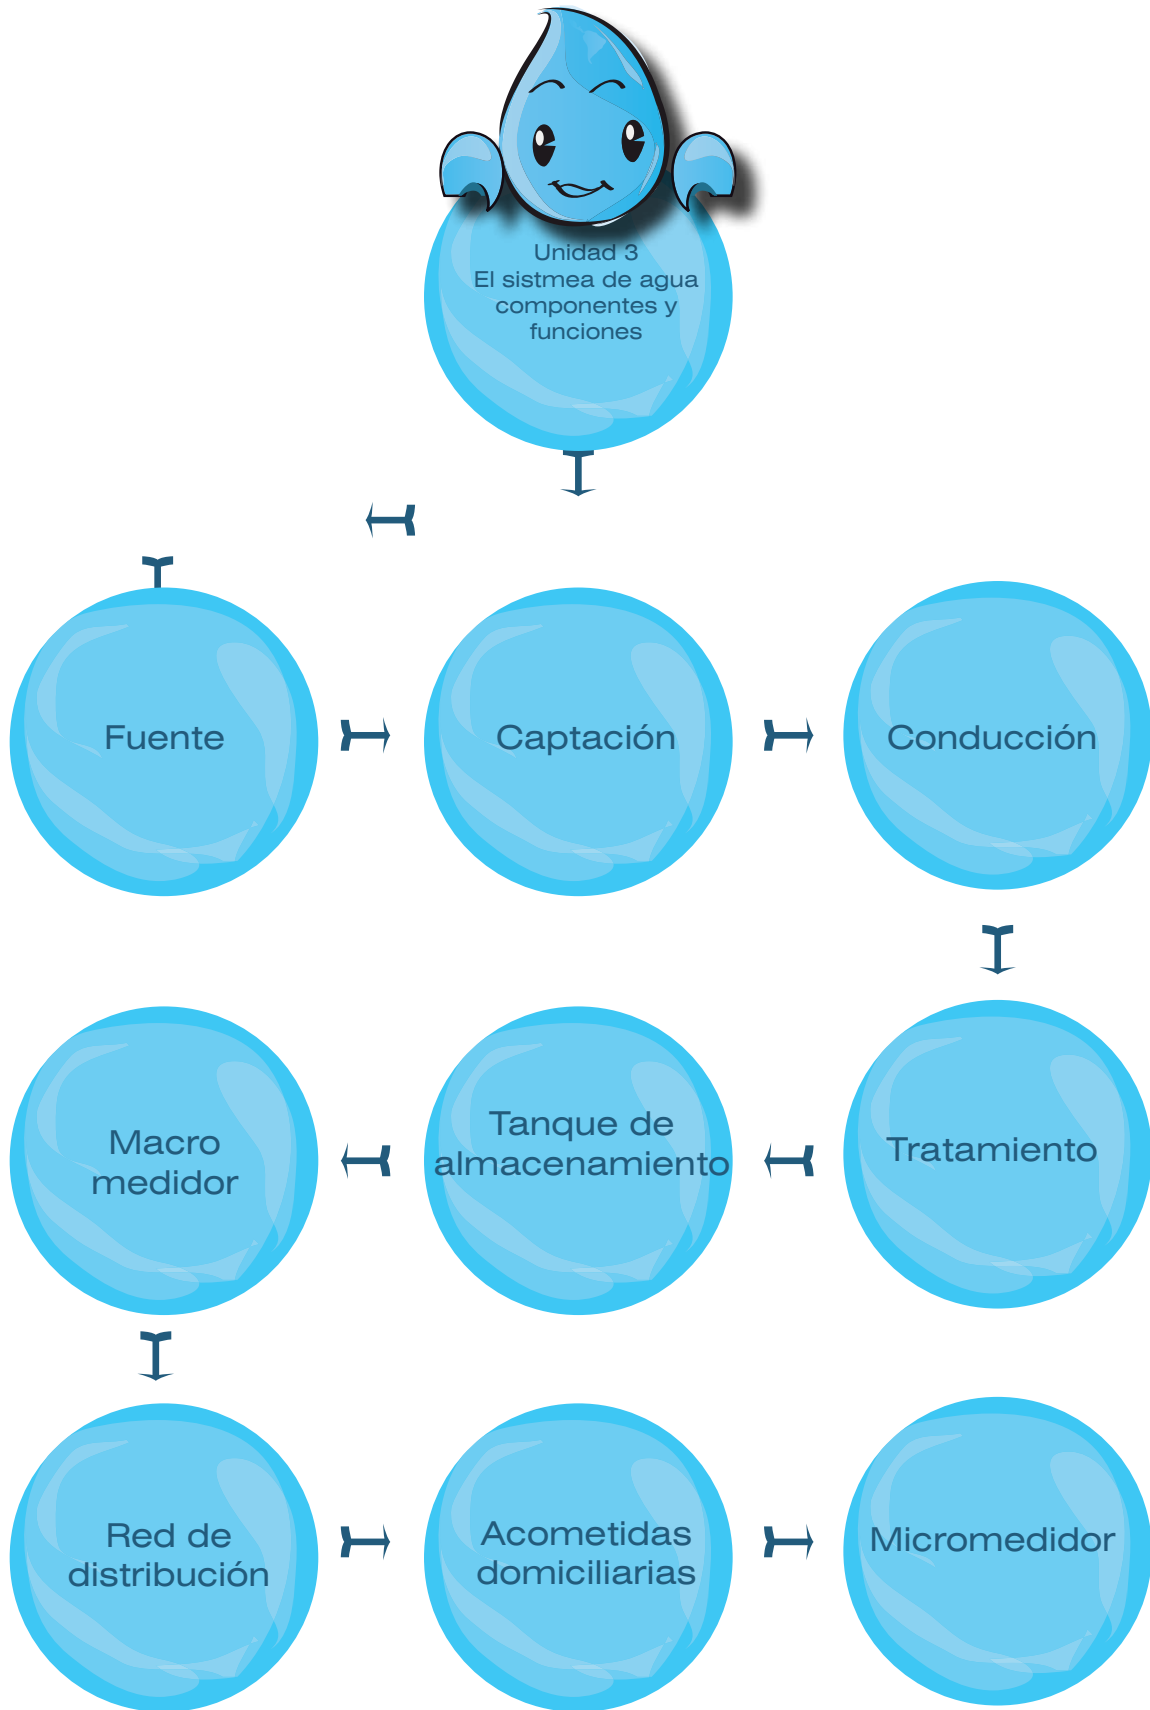 Unidad 3
El sistmea de agua
componentes y
funciones
Fuente
Captación
Conducción
Tratamiento
Tanque de
almacenamiento
Macro
medidor
Red de
distribución
Acometidas
domiciliarias
Micromedidor